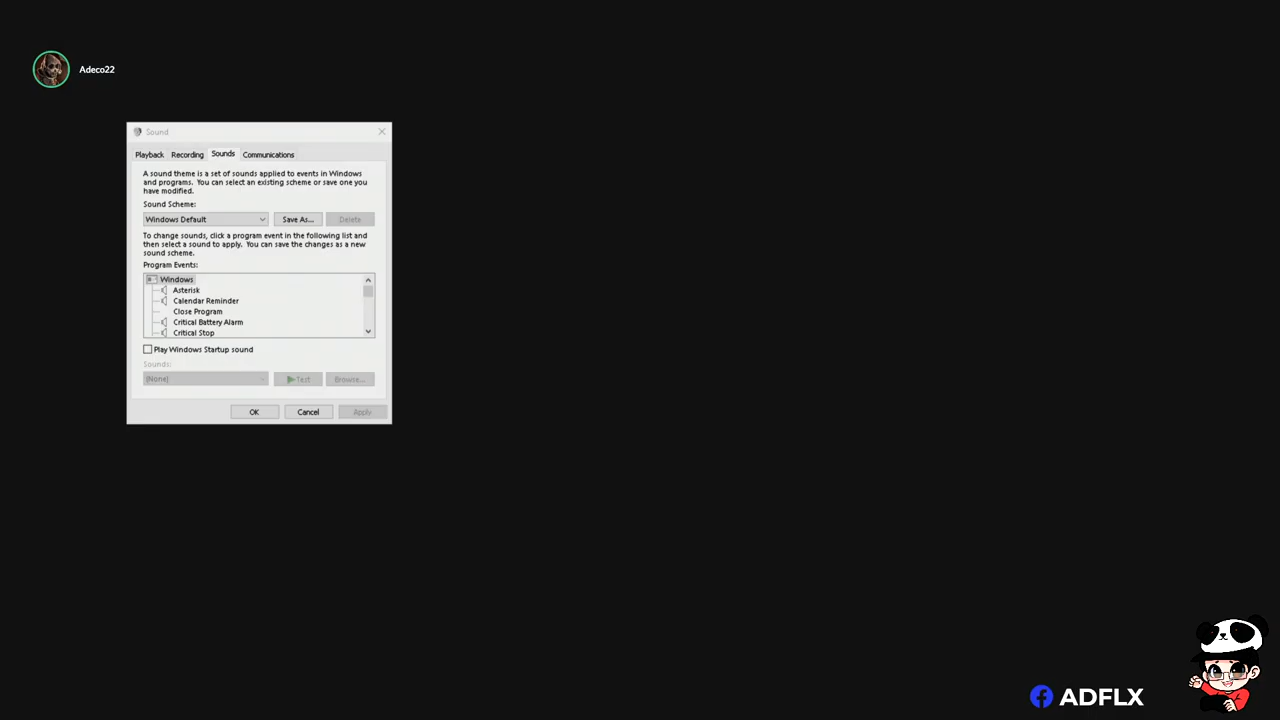 Adeco22
Sound
Playback Recording Sounds Communications
A sound theme is a set of sounds applied to events in Windows
and programs. You can select an existing scheme or save one you
have modified.
Sound Scheme:
Windows Default Save As... Delete
To change sounds, click a program event in the following list and
then select a sound to apply. You can save the changes as a new
sound scheme.
Program Events:
Windows
Asterisk
Calendar Reminder
Close Program
Critical Battery Alarm
Critical Stop
Play Windows Startup sound
Sounds:
(None) Test Browse...
OK Cancel Apply
ADFLX